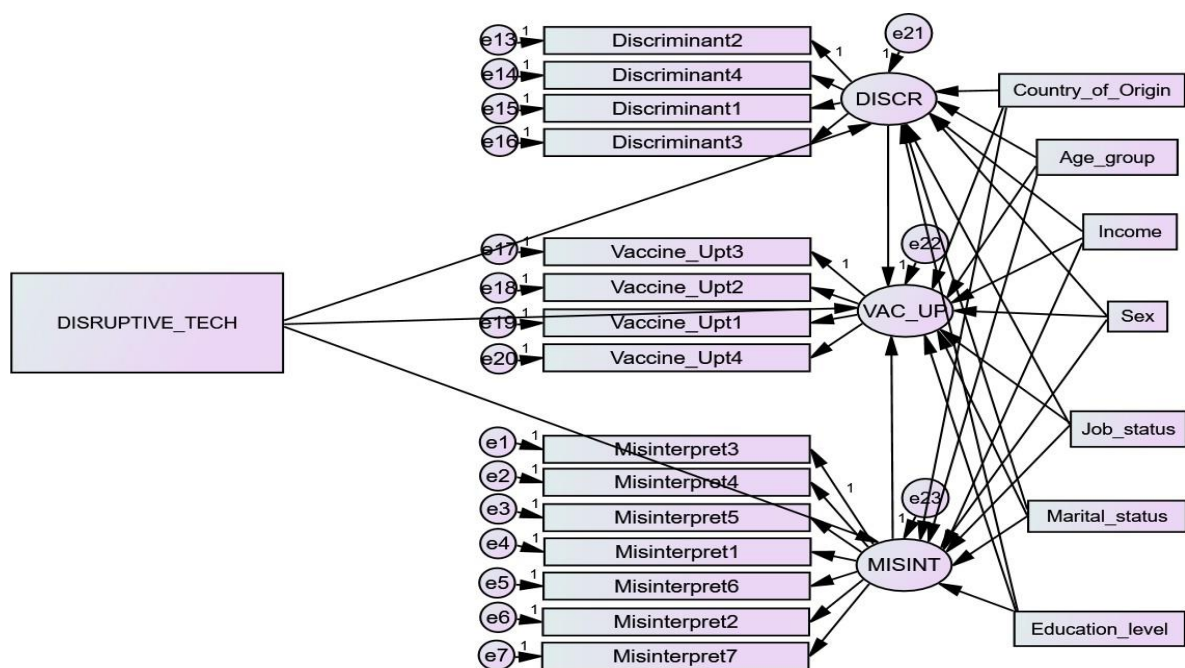 e13
1
Discriminant2
e14
1
Discriminant4
e15
1
Discriminant1
e16
1
Discriminant3
1
DISCR
1
e21
Country_of_Origin
Age_group
Income
Sex
Job_status
Marital_status
Education_level
DISRUPTIVE_TECH
e17
1
Vaccine_Upt3
e18
1
Vaccine_Upt2
e19
1
Vaccine_Upt1
e20
1
Vaccine_Upt4
1
VAC_UP
1
e22
e1
1
Misinterpret3
e2
1
Misinterpret4
e3
1
Misinterpret5
e4
1
Misinterpret1
e5
1
Misinterpret6
e6
1
Misinterpret2
e7
1
Misinterpret7
1
MISINT
1
e23